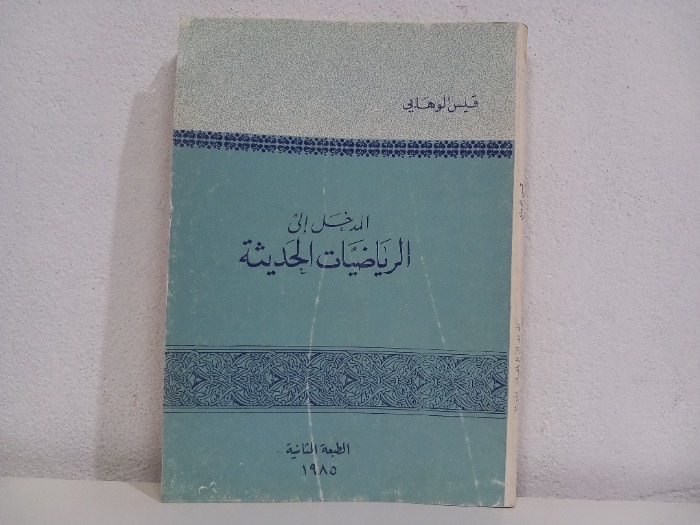 قيس الوهابي
المدخل إلى
الرياضيات الحديثة
الطبعة الثانية
١٩٨٥